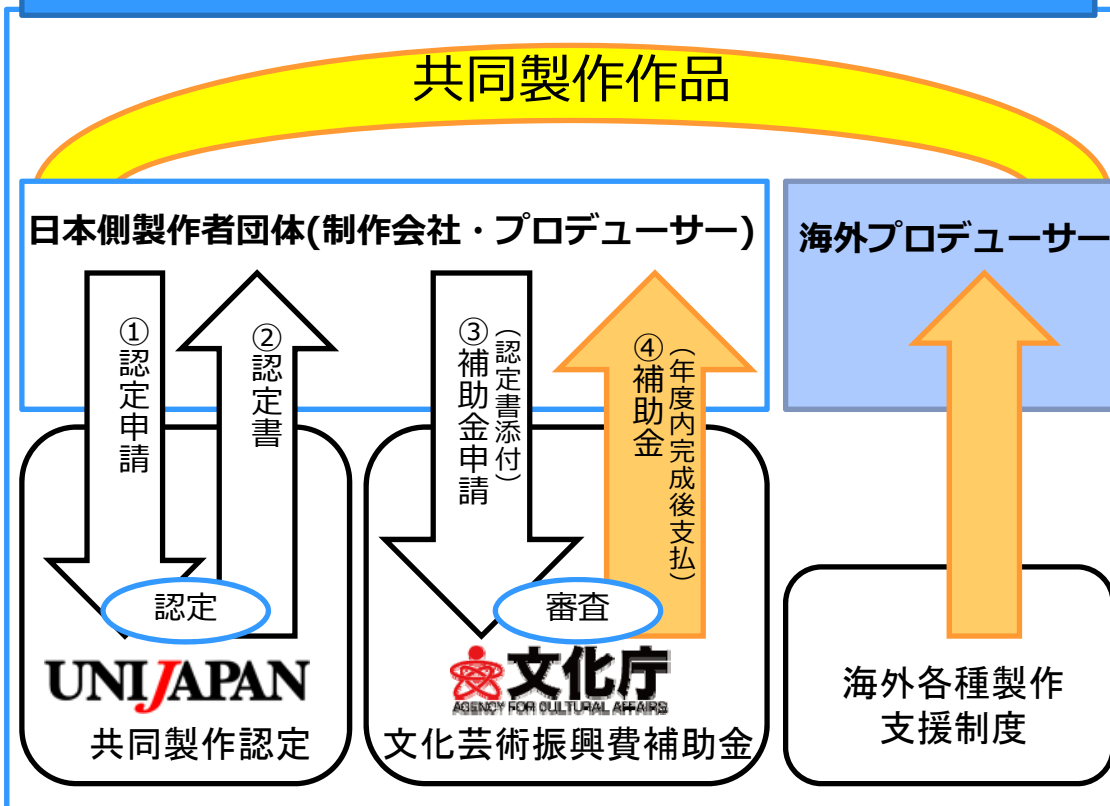 共同製作作品
日本側製作者団体(制作会社・プロデューサー)
海外プロデューサー
①認定申請
②認定書
③補助金申請
(認定書添付)
④補助金
(年度内完成後支払)
認定
審査
UNIJAPAN
共同製作認定
文化庁
AGENCY FOR CULTURAL AFFAIRS
文化芸術振興費補助金
海外各種製作
支援制度